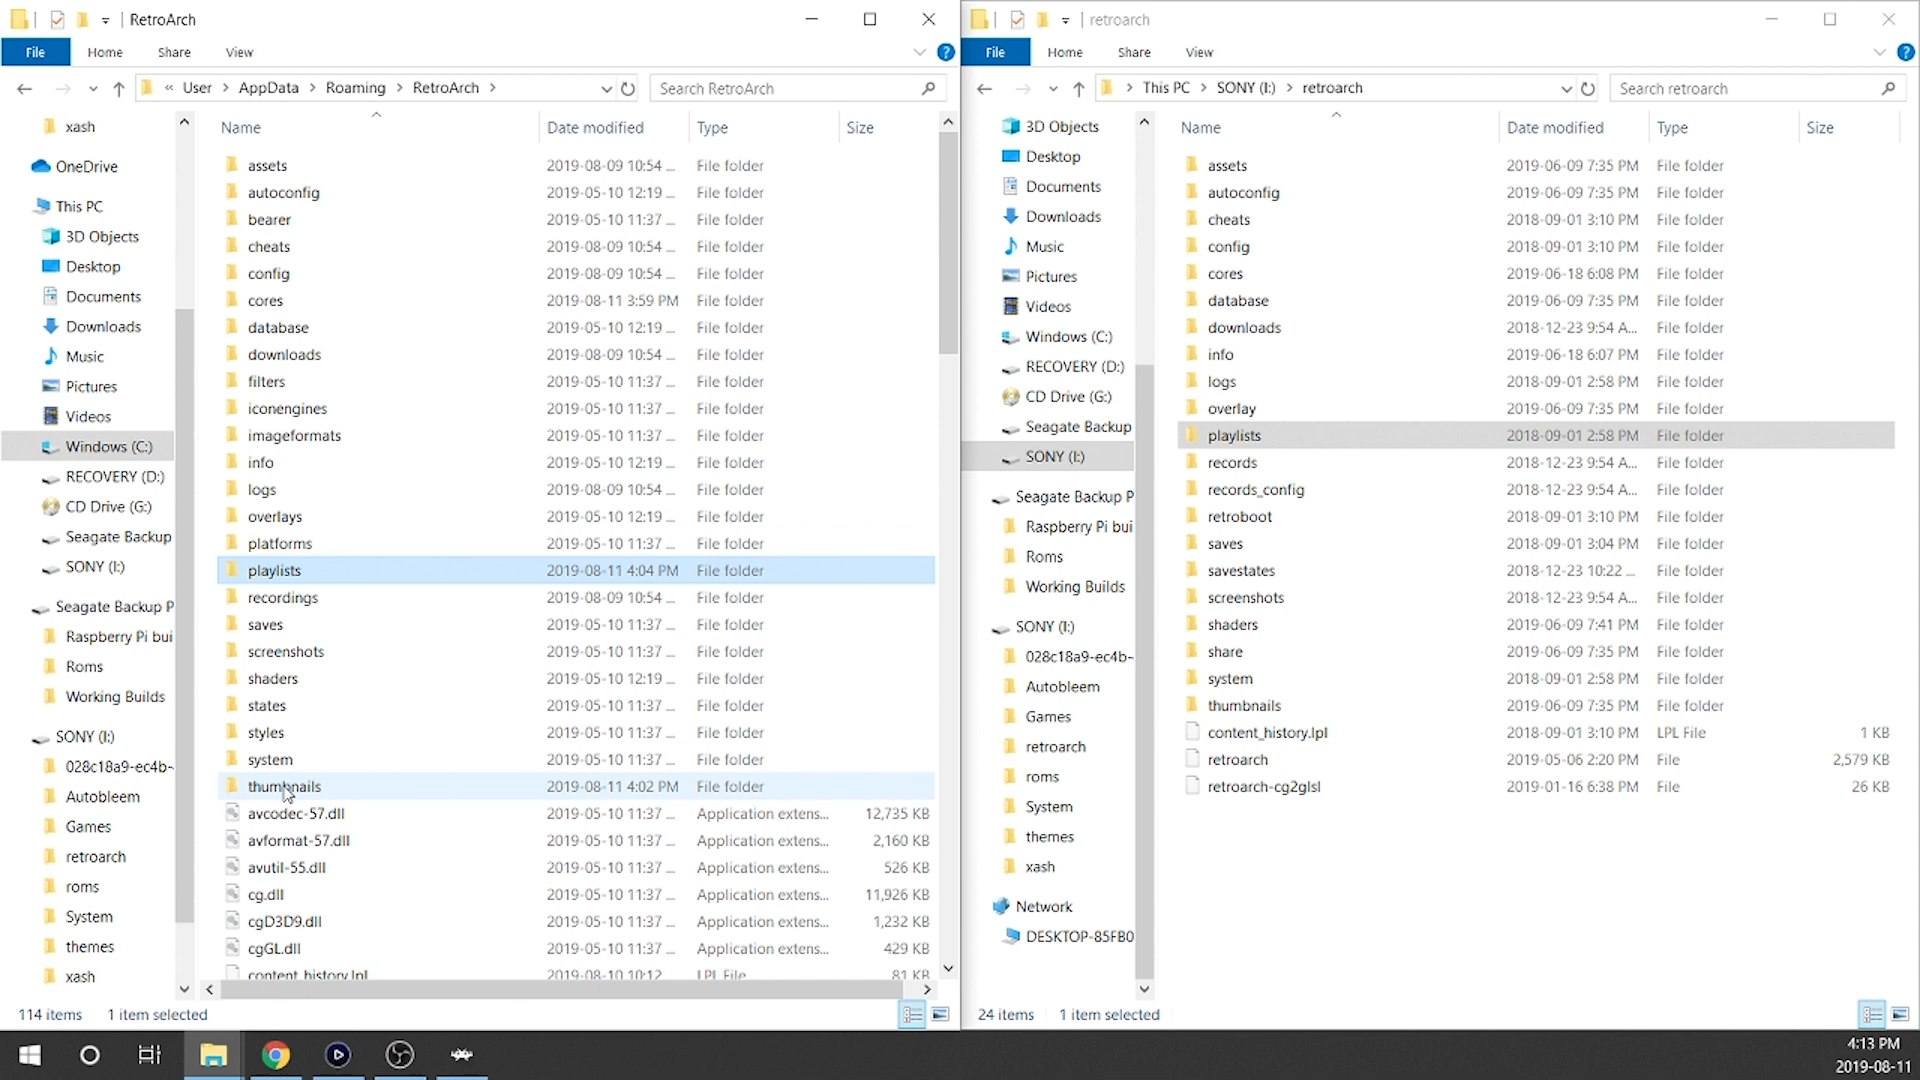 RetroArch
File Home Share View
« User > AppData > Roaming > RetroArch >
Search RetroArch
xash
OneDrive
This PC
3D Objects
Desktop
Documents
Downloads
Music
Pictures
Videos
Windows (C:)
RECOVERY (D:)
CD Drive (G:)
Seagate Backup
SONY (I:)
Seagate Backup P
Raspberry Pi bui
Roms
Working Builds
SONY (I:)
028c18a9-ec4b-
Autobleem
Games
retroarch
roms
System
themes
xash
Name Date modified Type Size
assets 2019-08-09 10:54 ... File folder
autoconfig 2019-05-10 12:19 ... File folder
bearer 2019-05-10 11:37 ... File folder
cheats 2019-08-09 10:54 ... File folder
config 2019-08-09 10:54 ... File folder
cores 2019-08-11 3:59 PM File folder
database 2019-05-10 12:19 ... File folder
downloads 2019-08-09 10:54 ... File folder
filters 2019-05-10 11:37 ... File folder
iconengines 2019-05-10 11:37 ... File folder
imageformats 2019-05-10 11:37 ... File folder
info 2019-05-10 12:19 ... File folder
logs 2019-08-09 10:54 ... File folder
overlays 2019-05-10 12:19 ... File folder
platforms 2019-05-10 11:37 ... File folder
playlists 2019-08-11 4:04 PM File folder
recordings 2019-08-09 10:54 ... File folder
saves 2019-05-10 11:37 ... File folder
screenshots 2019-05-10 11:37 ... File folder
shaders 2019-05-10 12:19 ... File folder
states 2019-05-10 11:37 ... File folder
styles 2019-05-10 11:37 ... File folder
system 2019-05-10 11:37 ... File folder
thumbnails 2019-08-11 4:02 PM File folder
avcodec-57.dll 2019-05-10 11:37 ... Application extens... 12,735 KB
avformat-57.dll 2019-05-10 11:37 ... Application extens... 2,160 KB
avutil-55.dll 2019-05-10 11:37 ... Application extens... 526 KB
cg.dll 2019-05-10 11:37 ... Application extens... 11,926 KB
cgD3D9.dll 2019-05-10 11:37 ... Application extens... 1,232 KB
cgGL.dll 2019-05-10 11:37 ... Application extens... 429 KB
content_history.lpl 2019-08-10 10:12 ... LPL File 81 KB
114 items 1 item selected
retroarch
File Home Share View
> This PC > SONY (I:) > retroarch
Search retroarch
3D Objects
Desktop
Documents
Downloads
Music
Pictures
Videos
Windows (C:)
RECOVERY (D:)
CD Drive (G:)
Seagate Backup
SONY (I:)
Seagate Backup P
Raspberry Pi bui
Roms
Working Builds
SONY (I:)
028c18a9-ec4b-
Autobleem
Games
retroarch
roms
System
themes
xash
Network
DESKTOP-85FB0
Name Date modified Type Size
assets 2019-06-09 7:35 PM File folder
autoconfig 2019-06-09 7:35 PM File folder
cheats 2018-09-01 3:10 PM File folder
config 2018-09-01 3:10 PM File folder
cores 2019-06-18 6:08 PM File folder
database 2019-06-09 7:35 PM File folder
downloads 2018-12-23 9:54 A... File folder
info 2019-06-18 6:07 PM File folder
logs 2018-09-01 2:58 PM File folder
overlay 2019-06-09 7:35 PM File folder
playlists 2018-09-01 2:58 PM File folder
records 2018-12-23 9:54 A... File folder
records_config 2018-12-23 9:54 A... File folder
retroboot 2018-09-01 3:10 PM File folder
saves 2018-09-01 3:04 PM File folder
savestates 2018-12-23 10:22 ... File folder
screenshots 2018-12-23 9:54 A... File folder
shaders 2019-06-09 7:41 PM File folder
share 2019-06-09 7:35 PM File folder
system 2018-09-01 2:58 PM File folder
thumbnails 2019-06-09 7:35 PM File folder
content_history.lpl 2018-09-01 3:10 PM LPL File 1 KB
retroarch 2019-05-06 2:20 PM File 2,579 KB
retroarch-cg2glsl 2019-01-16 6:38 PM File 26 KB
24 items 1 item selected
4:13 PM
2019-08-11